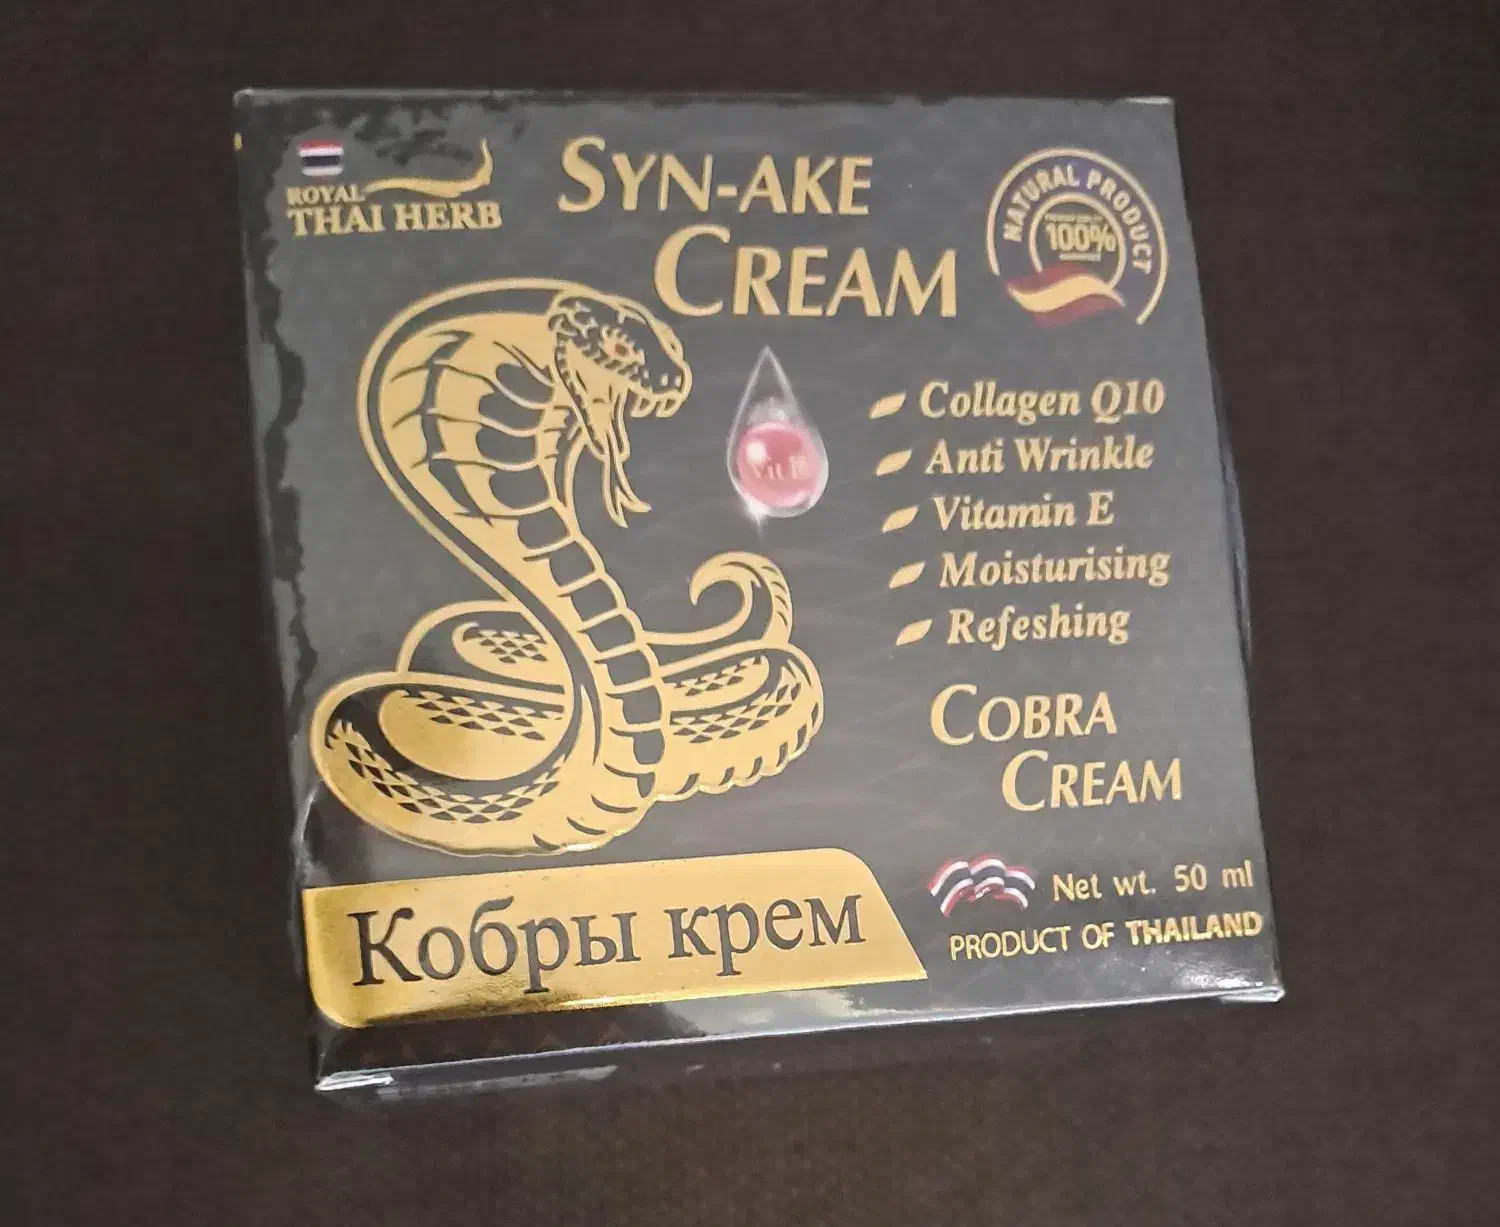 ROYAL
THAI HERB
SYN-AKE
CREAM
NATURAL PRODUCT
100%
Vit E
Collagen Q10
Anti Wrinkle
Vitamin E
Moisturising
Refeshing
COBRA
CREAM
Кобры крем
Net wt. 50 ml
PRODUCT OF THAILAND